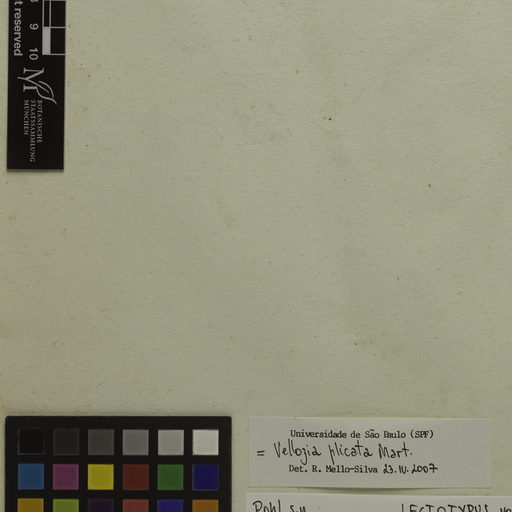 t reserved
8 9 10
BOTANISCHE
STAATSSAMMLUNG
MÜNCHEN
Universidade de São Paulo (SPF)
= Vellozia plicata Mart.
Det. R. Mello-Silva 23.IV.2007
Pohl s.n.
LECTOTYPUS